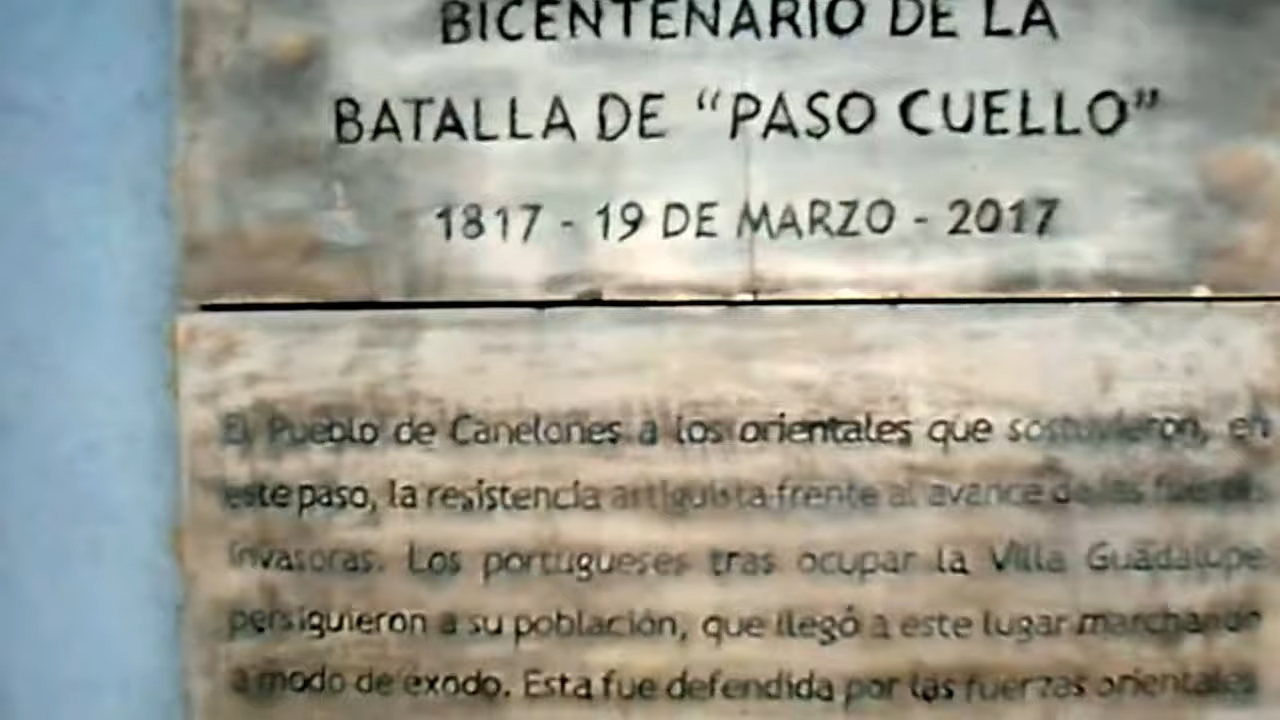 BICENTENARIO DE LA
BATALLA DE “PASO CUELLO”
1817 - 19 DE MARZO - 2017
El Pueblo de Canelones a los orientales que sostuvieron, en
este paso, la resistencia artiguista frente al avance de las
invasoras. Los portugueses tras ocupar la Villa Guadalupe
persiguieron a su población, que llegó a este lugar marchando
a modo de éxodo. Esta fue defendida por las fuerzas orientales